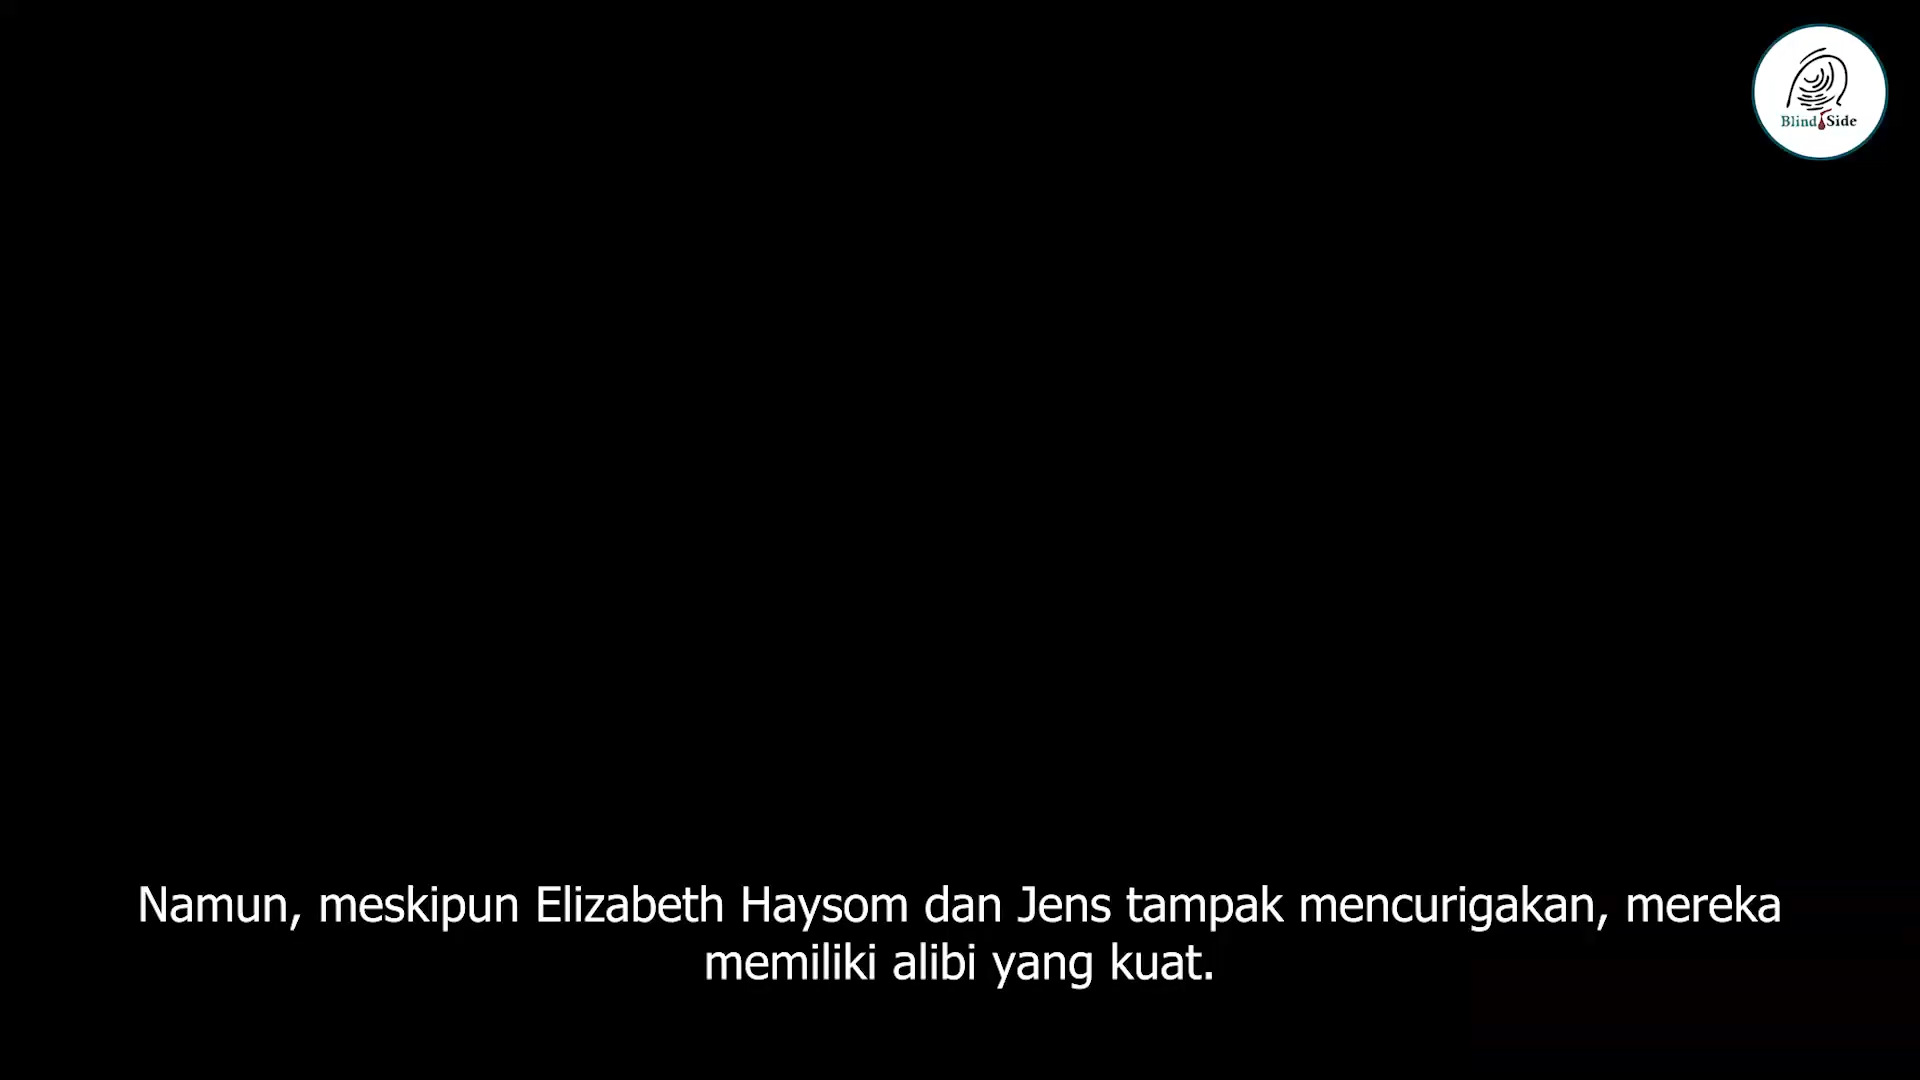 Blind Side
Namun, meskipun Elizabeth Haysom dan Jens tampak mencurigakan, mereka
memiliki alibi yang kuat.